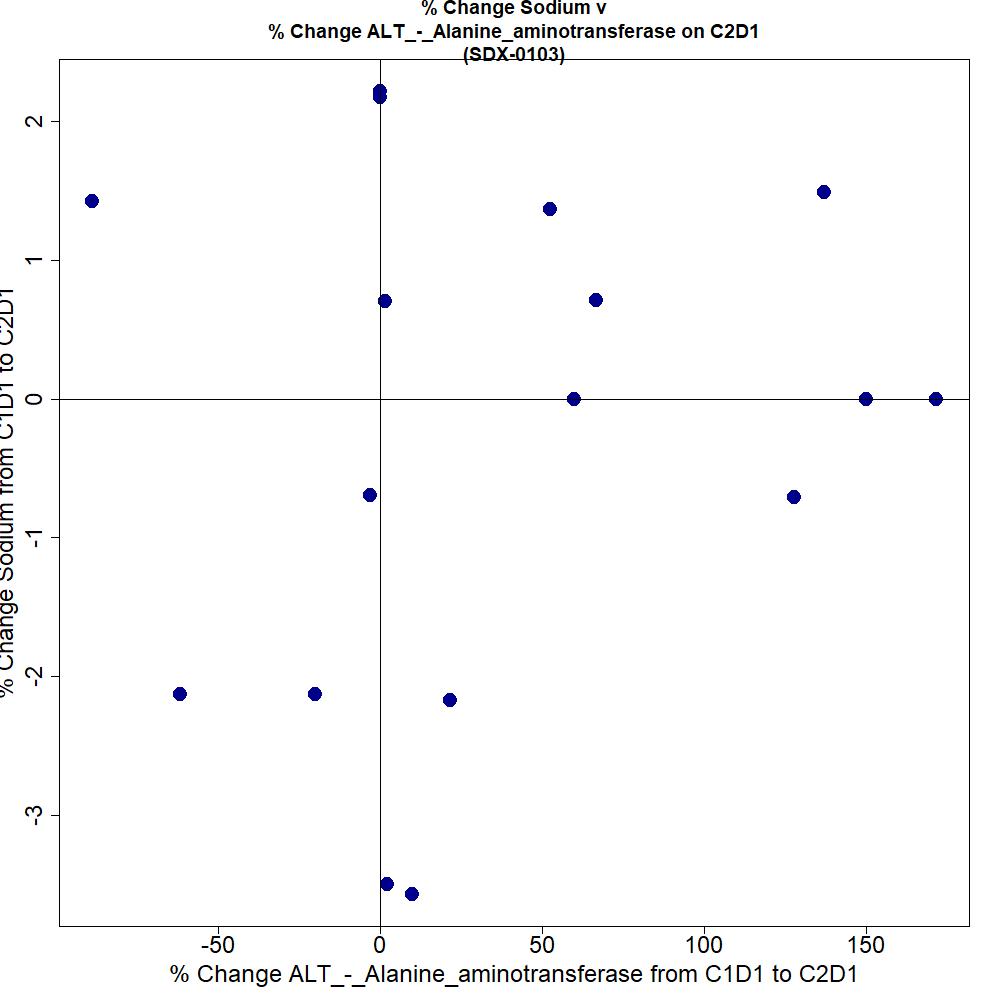 % Change Sodium v
% Change ALT_-_Alanine_aminotransferase on C2D1
(SDX-0103)
% Change Sodium from C1D1 to C2D1
2
1
0
-1
-2
-3
-50
0
50
100
150
% Change ALT_-_Alanine_aminotransferase from C1D1 to C2D1